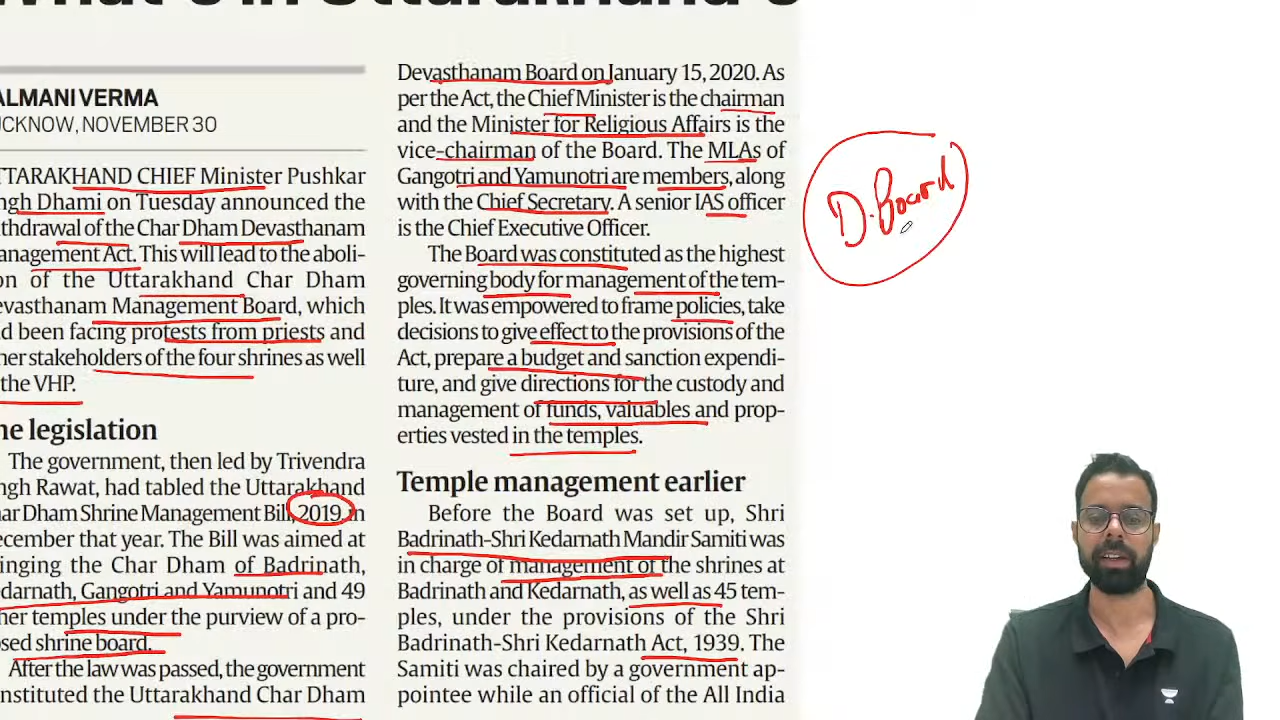 ALMANI VERMA
UCKNOW, NOVEMBER 30
TTARAKHAND CHIEF Minister Pushkar
ngh Dhami on Tuesday announced the
thdrawal of the Char Dham Devasthanam
anagement Act. This will lead to the aboli-
on of the Uttarakhand Char Dham
evasthanam Management Board, which
d been facing protests from priests and
her stakeholders of the four shrines as well
the VHP.
he legislation
The government, then led by Trivendra
ngh Rawat, had tabled the Uttarakhand
ar Dham Shrine Management Bill, 2019, in
ecember that year. The Bill was aimed at
inging the Char Dham of Badrinath,
darnath, Gangotri and Yamunotri and 49
her temples under the purview of a pro-
osed shrine board.
After the law was passed, the government
nstituted the Uttarakhand Char Dham
Devasthanam Board on January 15, 2020. As
per the Act, the Chief Minister is the chairman
and the Minister for Religious Affairs is the
vice-chairman of the Board. The MLAs of
Gangotri and Yamunotri are members, along
with the Chief Secretary. A senior IAS officer
is the Chief Executive Officer.
The Board was constituted as the highest
governing body for management of the tem-
ples. It was empowered to frame policies, take
decisions to give effect to the provisions of the
Act, prepare a budget and sanction expendi-
ture, and give directions for the custody and
management of funds, valuables and prop-
erties vested in the temples.
Temple management earlier
Before the Board was set up, Shri
Badrinath-Shri Kedarnath Mandir Samiti was
in charge of management of the shrines at
Badrinath and Kedarnath, as well as 45 tem-
ples, under the provisions of the Shri
Badrinath-Shri Kedarnath Act, 1939. The
Samiti was chaired by a government ap-
pointee while an official of the All India
D. Board